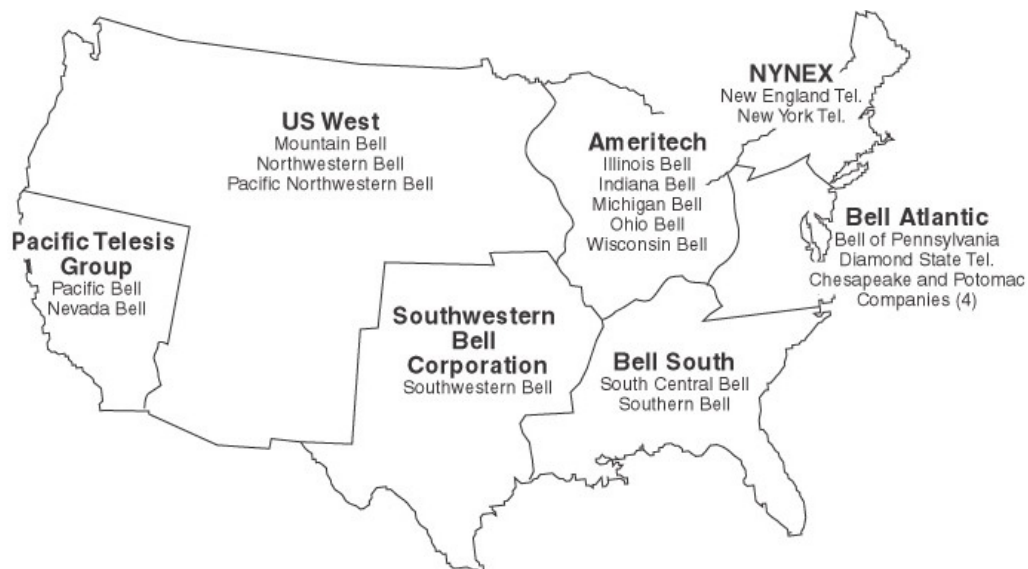 NYNEX
New England Tel.
New York Tel.
US West
Mountain Bell
Northwestern Bell
Pacific Northwestern Bell
Ameritech
Illinois Bell
Indiana Bell
Michigan Bell
Ohio Bell
Wisconsin Bell
Bell Atlantic
Bell of Pennsylvania
Diamond State Tel.
Chesapeake and Potomac
Companies (4)
Pacific Telesis
Group
Pacific Bell
Nevada Bell
Southwestern
Bell
Corporation
Southwestern Bell
Bell South
South Central Bell
Southern Bell